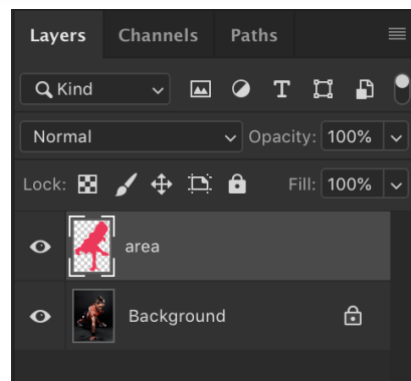 Layers Channels Paths
Kind
Normal Opacity: 100%
Lock: Fill: 100%
area
Background